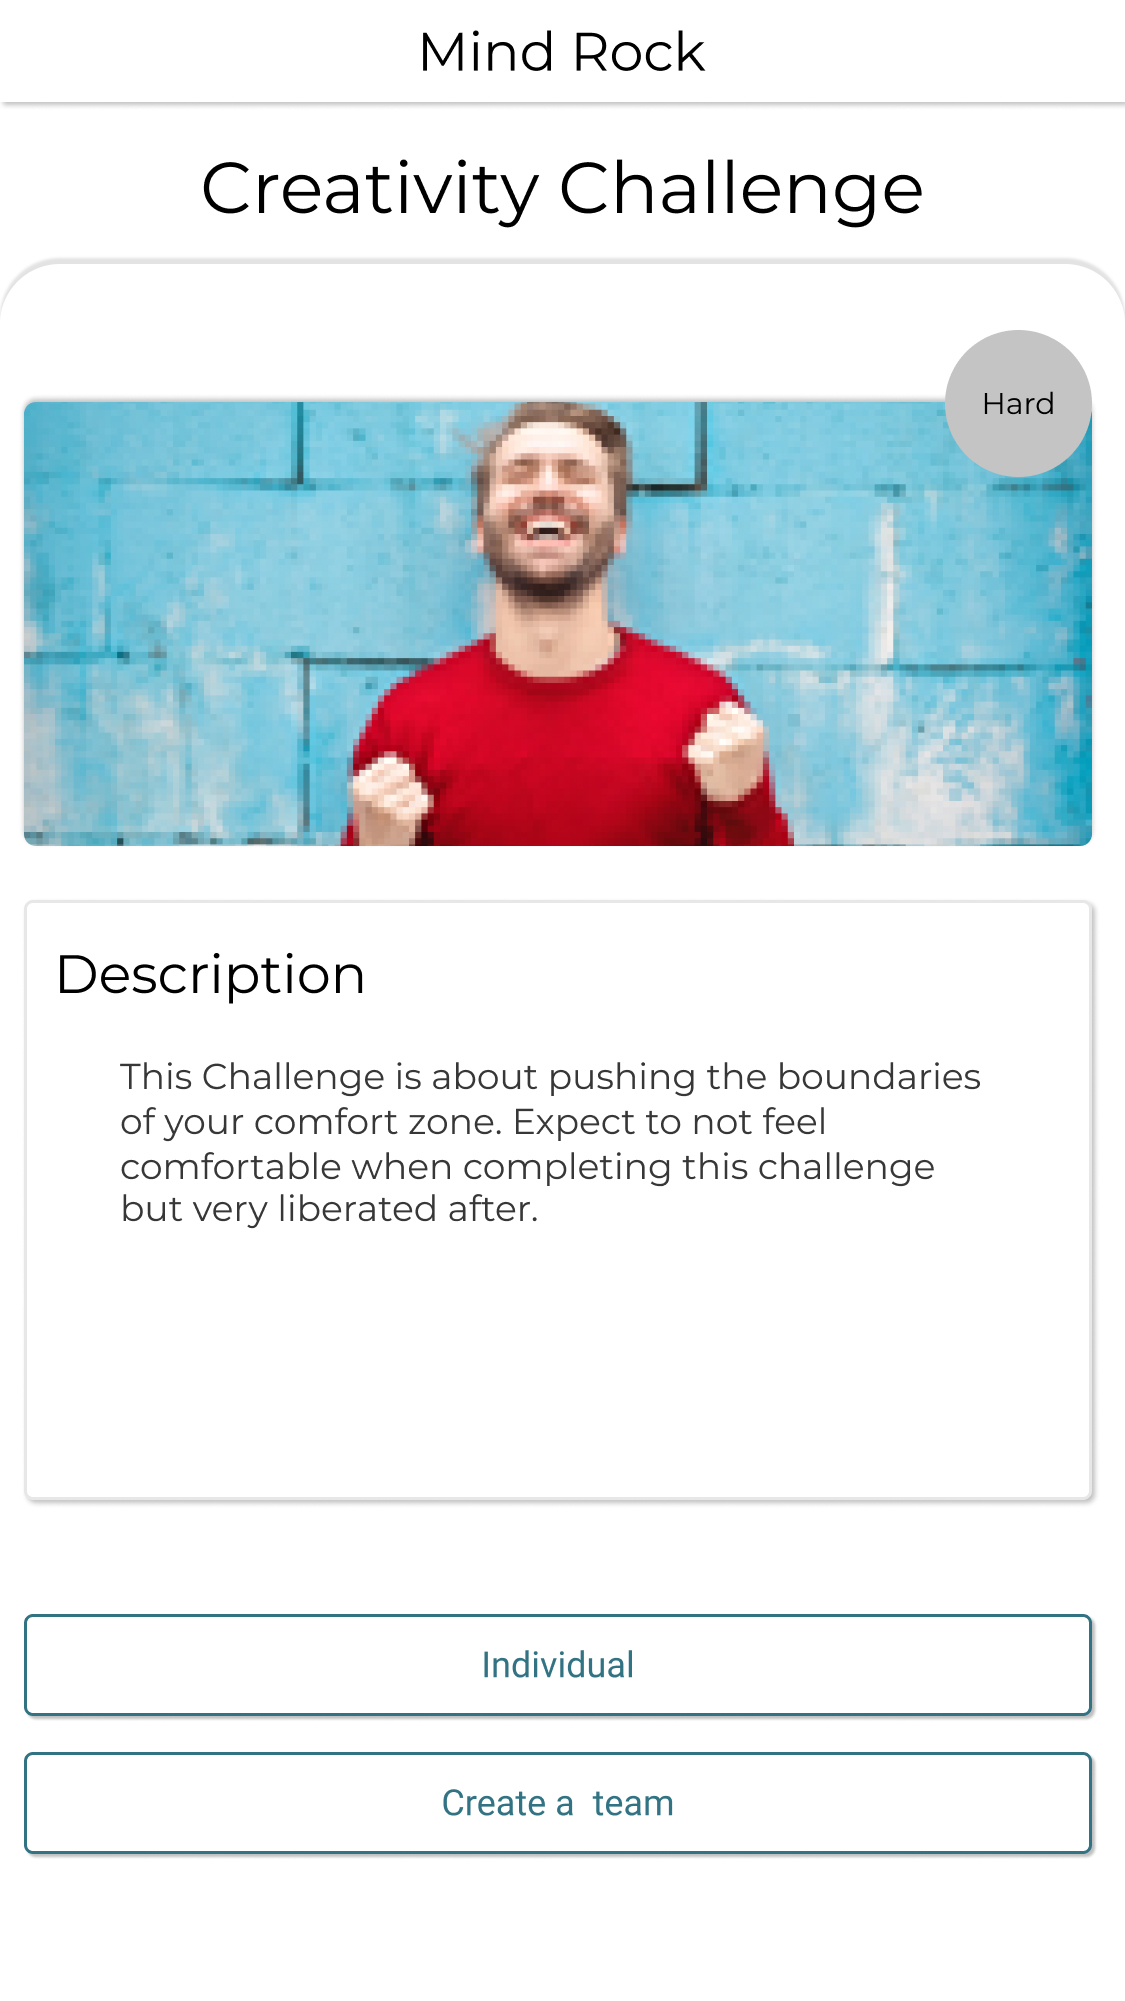 Mind Rock
Creativity Challenge
Hard
Description
This Challenge is about pushing the boundaries
of your comfort zone. Expect to not feel
comfortable when completing this challenge
but very liberated after.
Individual
Create a  team